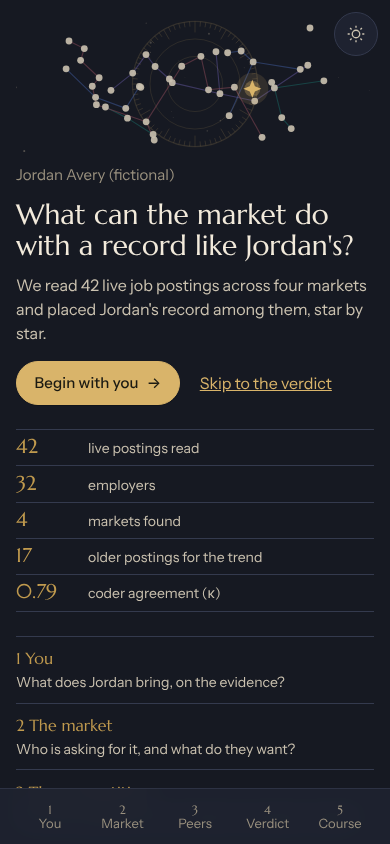 Jordan Avery (fictional)
What can the market do
with a record like Jordan's?
We read 42 live job postings across four markets
and placed Jordan's record among them, star by
star.
Begin with you →
Skip to the verdict
42 live postings read
32 employers
4 markets found
17 older postings for the trend
0.79 coder agreement (κ)
1 You
What does Jordan bring, on the evidence?
2 The market
Who is asking for it, and what do they want?
1 2 3 4 5
You Market Peers Verdict Course